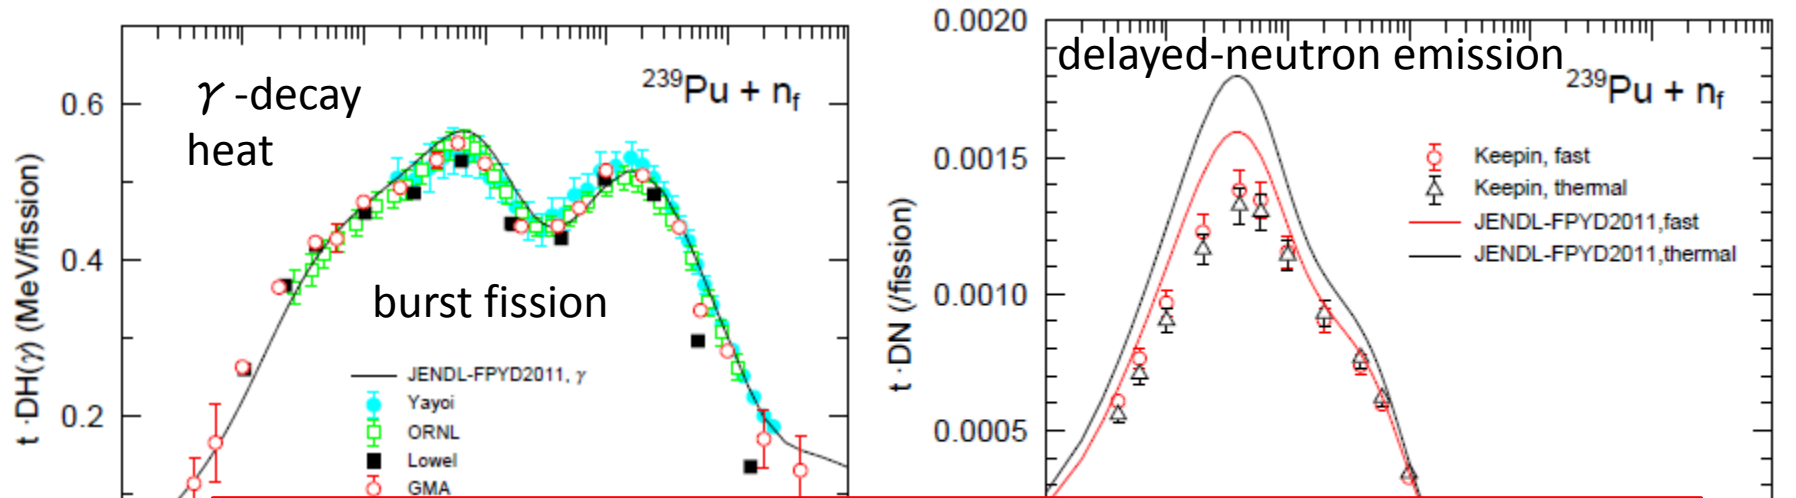 γ -decay
heat
²³⁹Pu + n_f
0.6
0.4
0.2
t ·DH(γ) (MeV/fission)
burst fission
JENDL-FPYD2011, γ
Yayoi
ORNL
Lowel
GMA
delayed-neutron emission
²³⁹Pu + n_f
0.0020
0.0015
0.0010
0.0005
t ·DN (/fission)
Keepin, fast
Keepin, thermal
JENDL-FPYD2011,fast
JENDL-FPYD2011,thermal